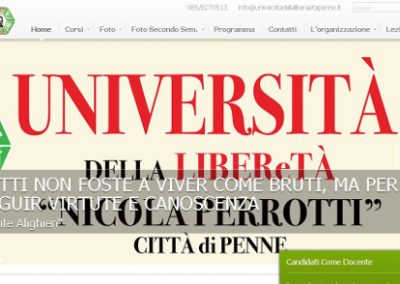 085/8270513 info@universitadellaliberaetapenne.it Cerca
Home Corsi Foto Foto Secondo Sem. Programma Contatti L'organizzazione Lezi
UNIVERSITÀ
DELLA LIBEReTÀ
TTI NON FOSTE A VIVER COME BRUTI, MA PER
GUIR VIRTUTE E CANOSCENZA
nte Alighieri"
"NICOLA PERROTTI"
CITTÀ di PENNE
Candidati Come Docente